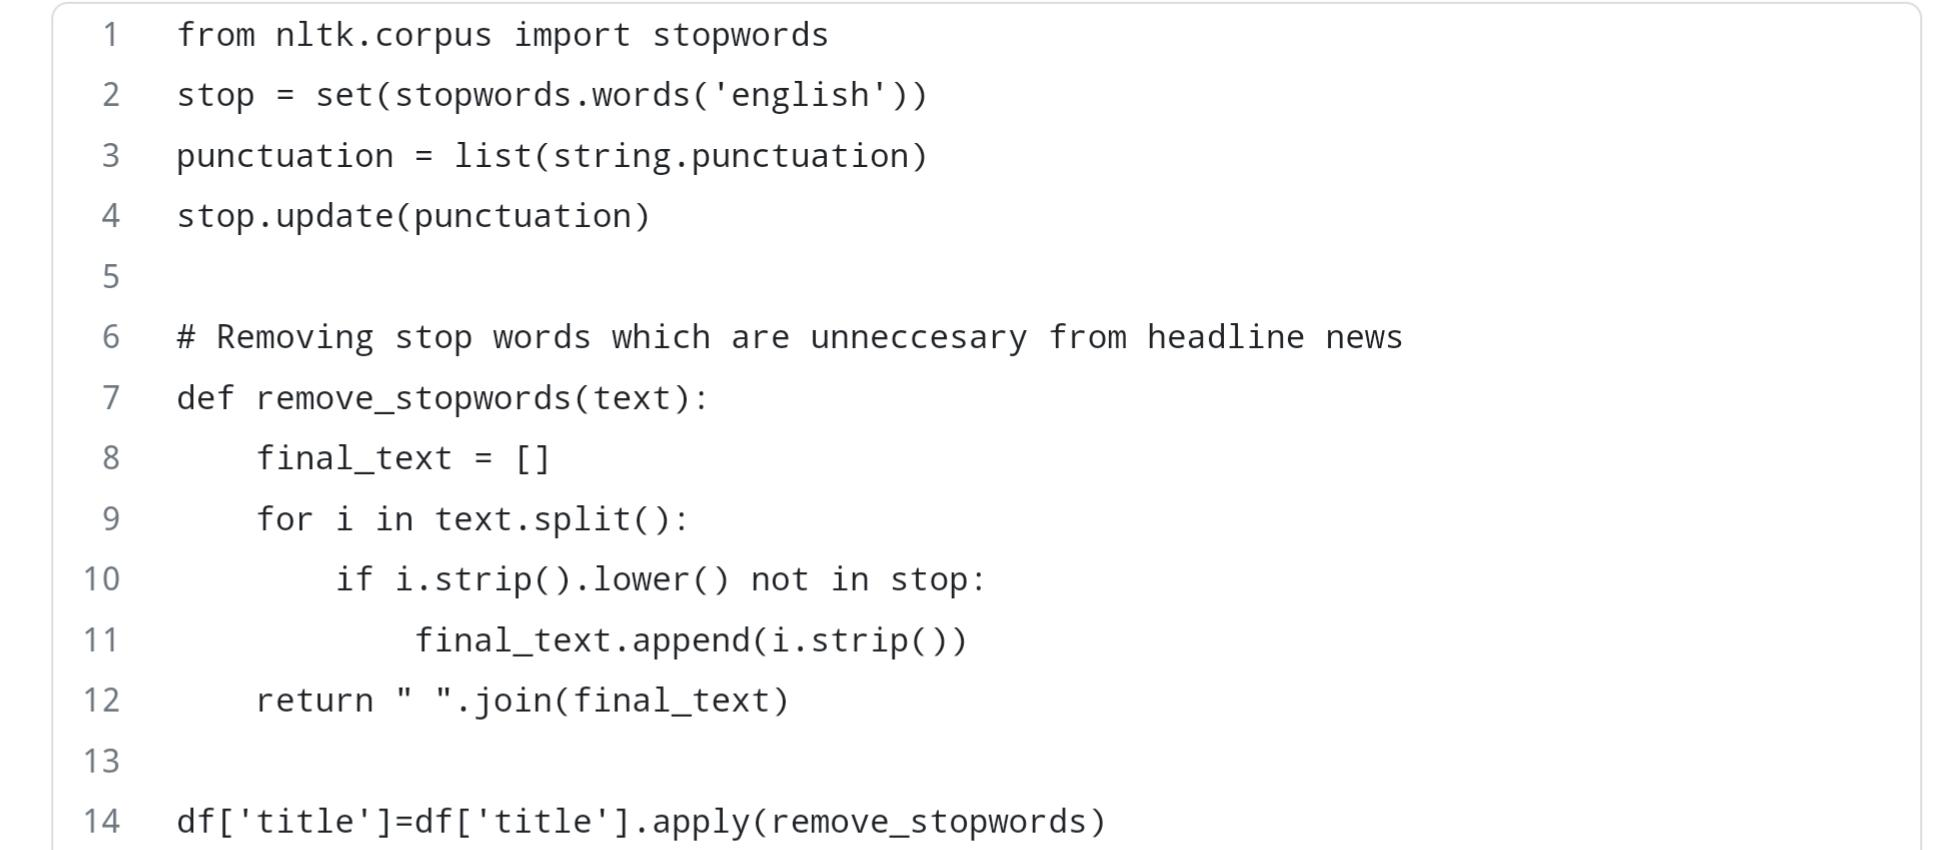 1 from nltk.corpus import stopwords
2 stop = set(stopwords.words('english'))
3 punctuation = list(string.punctuation)
4 stop.update(punctuation)
5
6 # Removing stop words which are unneccesary from headline news
7 def remove_stopwords(text):
8     final_text = []
9     for i in text.split():
10         if i.strip().lower() not in stop:
11             final_text.append(i.strip())
12     return " ".join(final_text)
13
14 df['title']=df['title'].apply(remove_stopwords)